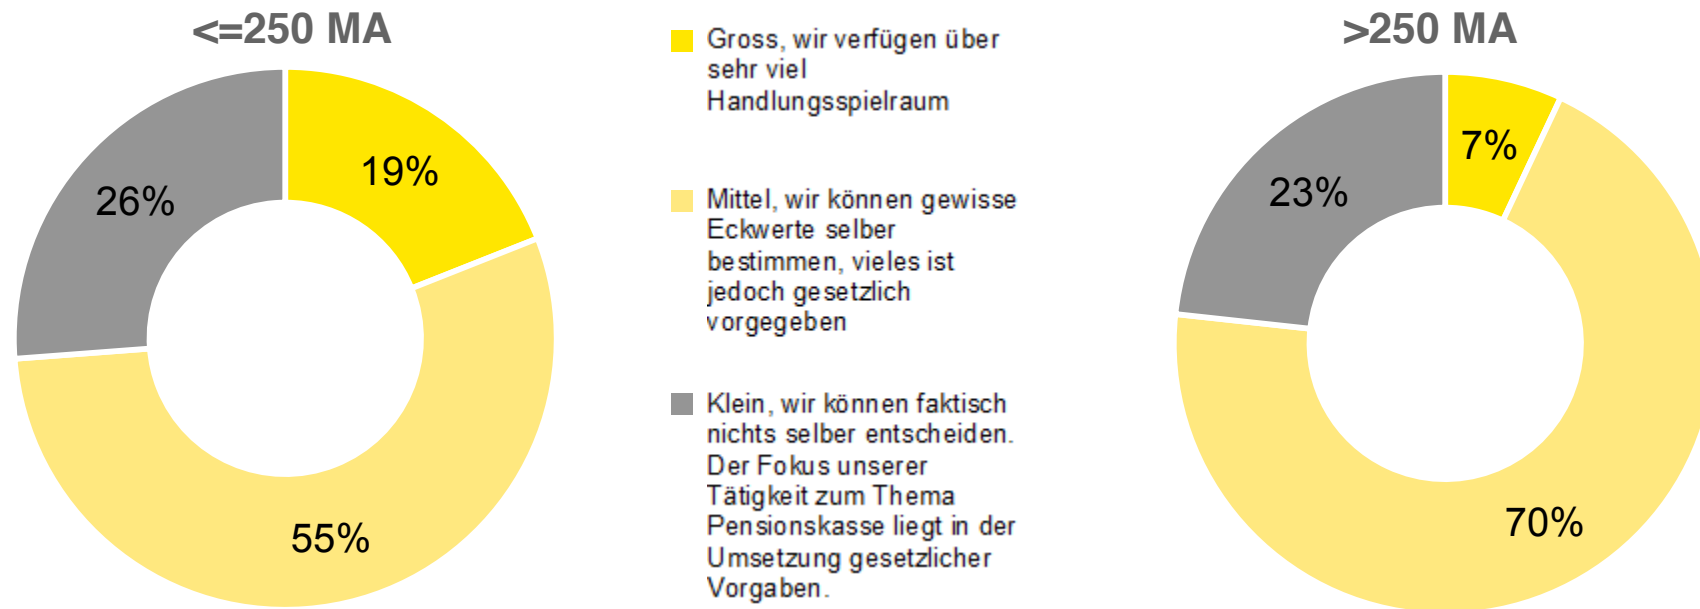 <=250 MA
19%
26%
55%
Gross, wir verfügen über
sehr viel
Handlungsspielraum
Mittel, wir können gewisse
Eckwerte selber
bestimmen, vieles ist
jedoch gesetzlich
vorgegeben
Klein, wir können faktisch
nichts selber entscheiden.
Der Fokus unserer
Tätigkeit zum Thema
Pensionskasse liegt in der
Umsetzung gesetzlicher
Vorgaben.
>250 MA
7%
23%
70%